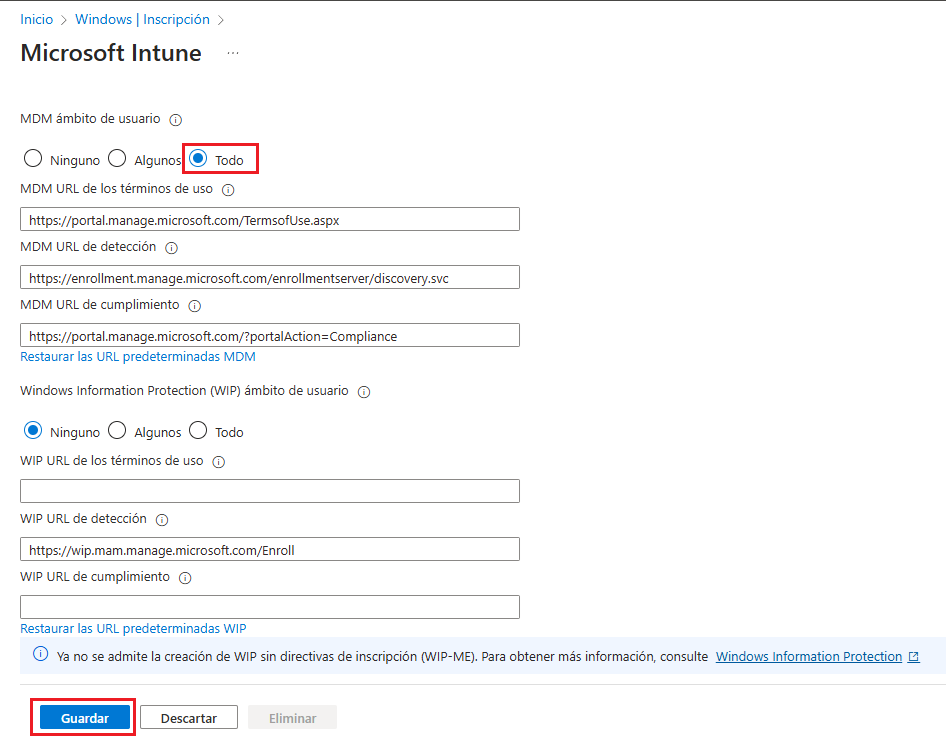 Inicio > Windows | Inscripción >
Microsoft Intune ...
MDM ámbito de usuario
Ninguno Algunos Todo
MDM URL de los términos de uso
https://portal.manage.microsoft.com/TermsofUse.aspx
MDM URL de detección
https://enrollment.manage.microsoft.com/enrollmentserver/discovery.svc
MDM URL de cumplimiento
https://portal.manage.microsoft.com/?portalAction=Compliance
Restaurar las URL predeterminadas MDM
Windows Information Protection (WIP) ámbito de usuario
Ninguno Algunos Todo
WIP URL de los términos de uso
WIP URL de detección
https://wip.mam.manage.microsoft.com/Enroll
WIP URL de cumplimiento
Restaurar las URL predeterminadas WIP
Ya no se admite la creación de WIP sin directivas de inscripción (WIP-ME). Para obtener más información, consulte Windows Information Protection
Guardar Descartar Eliminar